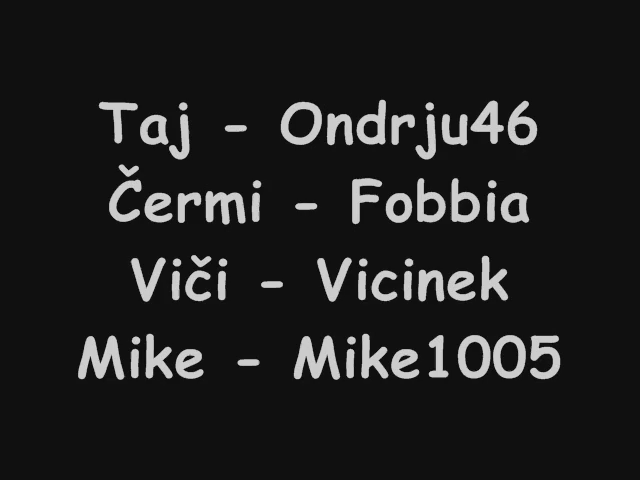 Taj - Ondrju46
Čermi - Fobbia
Viči - Vicinek
Mike - Mike1005